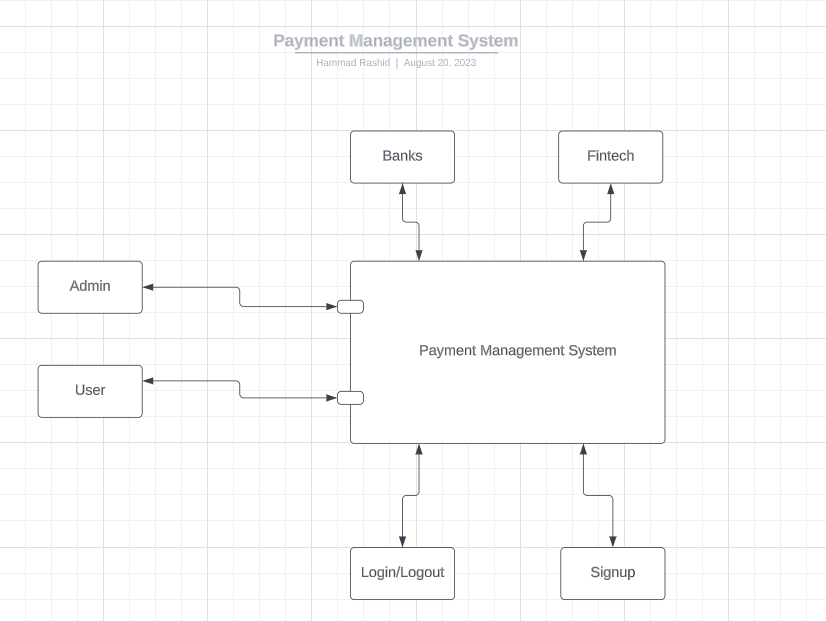 Payment Management System
Hammad Rashid | August 20, 2023
Banks
Fintech
Admin
Payment Management System
User
Login/Logout
Signup